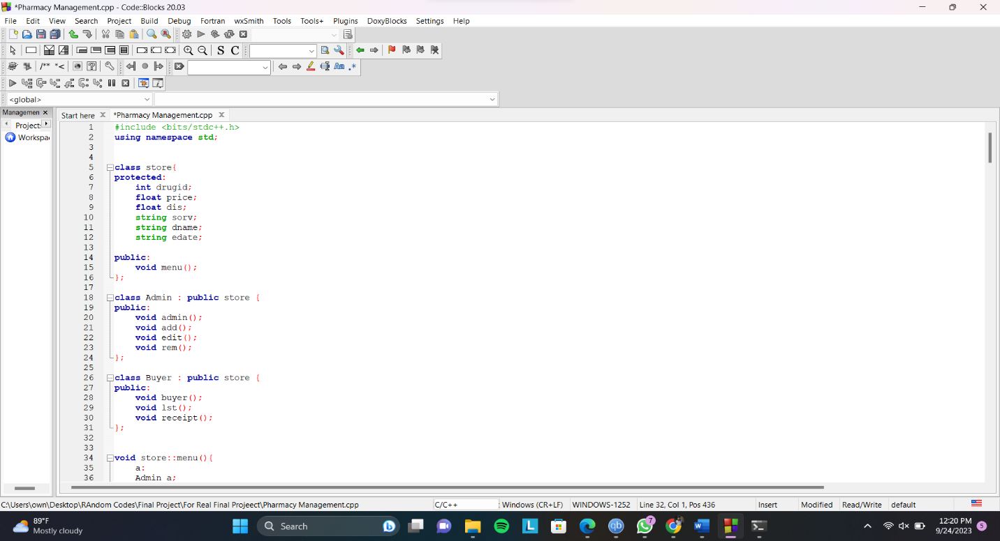 *Pharmacy Management.cpp - Code::Blocks 20.03
File Edit View Search Project Build Debug Fortran wxSmith Tools Tools+ Plugins DoxyBlocks Settings Help
S C
/** *<
Aa .*
<global>
Managemen
Project
Workspa
Start here *Pharmacy Management.cpp
1 #include <bits/stdc++.h>
2 using namespace std;
3
4
5 class store{
6 protected:
7 int drugid;
8 float price;
9 float dis;
10 string sorv;
11 string dname;
12 string edate;
13
14 public:
15 void menu();
16 };
17
18 class Admin : public store {
19 public:
20 void admin();
21 void add();
22 void edit();
23 void rem();
24 };
25
26 class Buyer : public store {
27 public:
28 void buyer();
29 void lst();
30 void receipt();
31 };
32
33
34 void store::menu(){
35 a:
36 Admin a;
C:\Users\own\Desktop\RAndom Codes\Final Project\For Real Final Projeect\Pharmacy Management.cpp C/C++ Windows (CR+LF) WINDOWS-1252 Line 32, Col 1, Pos 436 Insert Modified Read/Write default
89°F
Mostly cloudy
Search
L
qb
7
W
12:20 PM
9/24/2023
5